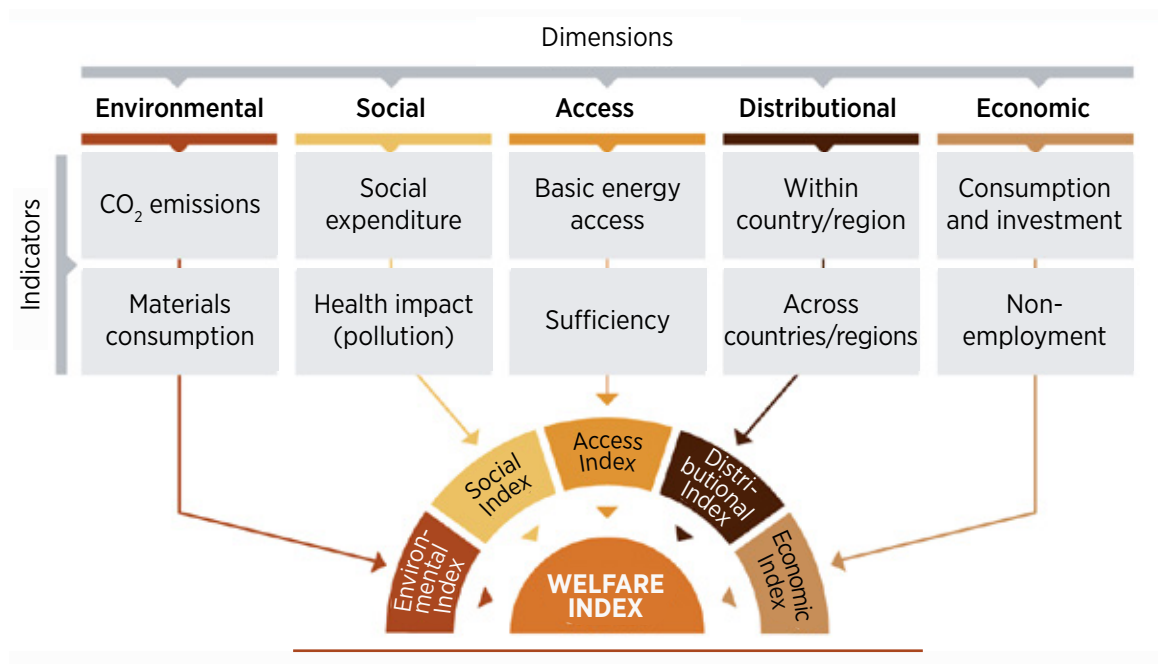 Dimensions
Environmental
Social
Access
Distributional
Economic
Indicators
CO₂ emissions
Social
expenditure
Basic energy
access
Within
country/region
Consumption
and investment
Materials
consumption
Health impact
(pollution)
Sufficiency
Across
countries/regions
Non-
employment
Environ-
mental
Index
Social
Index
Access
Index
Distri-
butional
Index
Economic
Index
WELFARE
INDEX